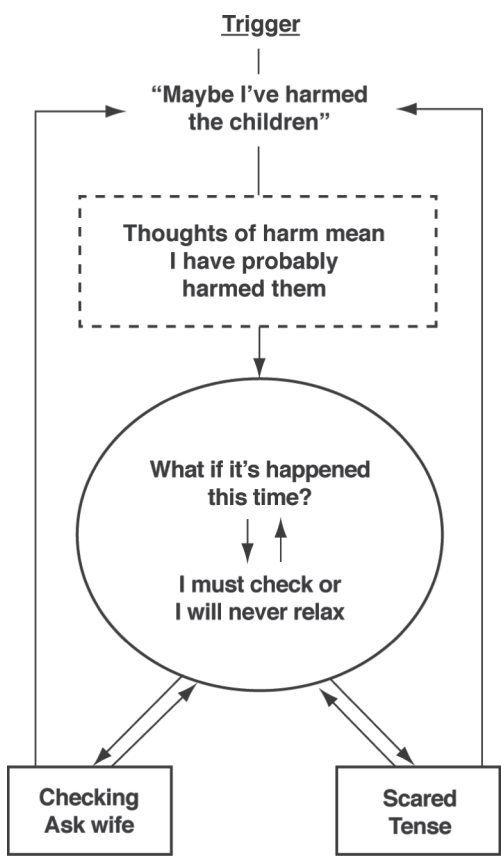 Trigger
“Maybe I’ve harmed
the children”
Thoughts of harm mean
I have probably
harmed them
What if it’s happened
this time?
I must check or
I will never relax
Checking
Ask wife
Scared
Tense